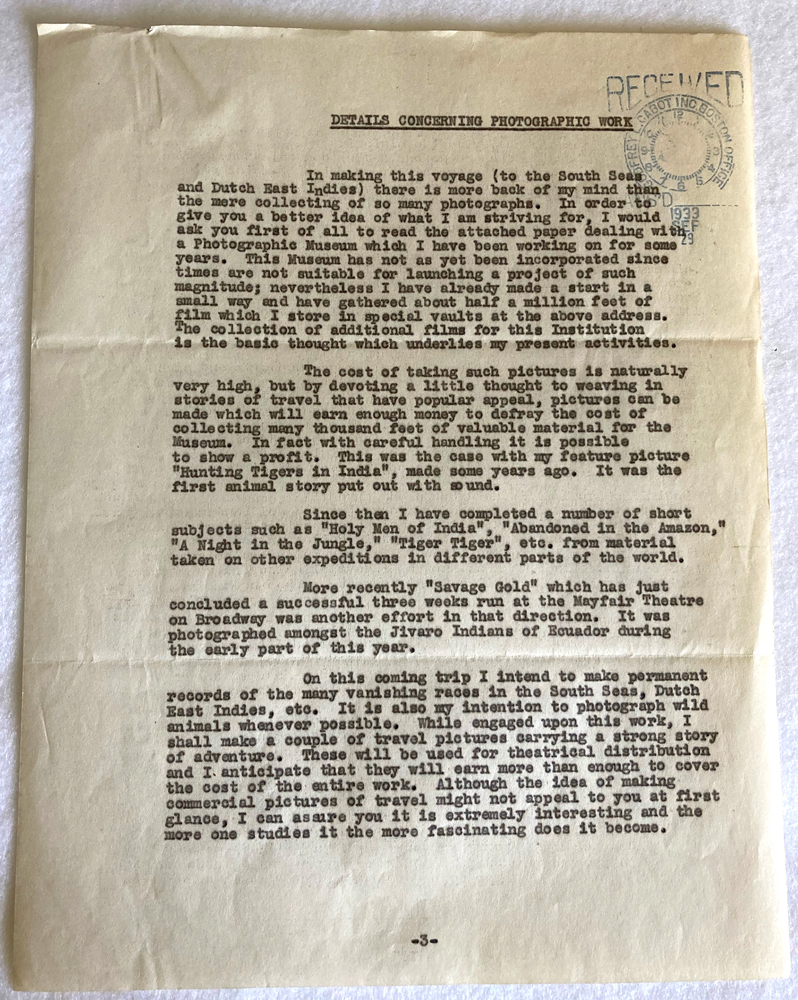 RECEIVED
GODFREY L. CABOT INC. BOSTON OFFICE
12
1933
SEP
29
DETAILS CONCERNING PHOTOGRAPHIC WORK
In making this voyage (to the South Seas
and Dutch East Indies) there is more back of my mind than
the mere collecting of so many photographs. In order to
give you a better idea of what I am striving for, I would
ask you first of all to read the attached paper dealing with
a Photographic Museum which I have been working on for some
years. This Museum has not as yet been incorporated since
times are not suitable for launching a project of such
magnitude; nevertheless I have already made a start in a
small way and have gathered about half a million feet of
film which I store in special vaults at the above address.
The collection of additional films for this Institution
is the basic thought which underlies my present activities.
The cost of taking such pictures is naturally
very high, but by devoting a little thought to weaving in
stories of travel that have popular appeal, pictures can be
made which will earn enough money to defray the cost of
collecting many thousand feet of valuable material for the
Museum. In fact with careful handling it is possible
to show a profit. This was the case with my feature picture
"Hunting Tigers in India", made some years ago. It was the
first animal story put out with sound.
Since then I have completed a number of short
subjects such as "Holy Men of India", "Abandoned in the Amazon,"
"A Night in the Jungle," "Tiger Tiger", etc. from material
taken on other expeditions in different parts of the world.
More recently "Savage Gold" which has just
concluded a successful three weeks run at the Mayfair Theatre
on Broadway was another effort in that direction. It was
photographed amongst the Jivaro Indians of Ecuador during
the early part of this year.
On this coming trip I intend to make permanent
records of the many vanishing races in the South Seas, Dutch
East Indies, etc. It is also my intention to photograph wild
animals whenever possible. While engaged upon this work, I
shall make a couple of travel pictures carrying a strong story
of adventure. These will be used for theatrical distribution
and I anticipate that they will earn more than enough to cover
the cost of the entire work. Although the idea of making
commercial pictures of travel might not appeal to you at first
glance, I can assure you it is extremely interesting and the
more one studies it the more fascinating does it become.
-3-